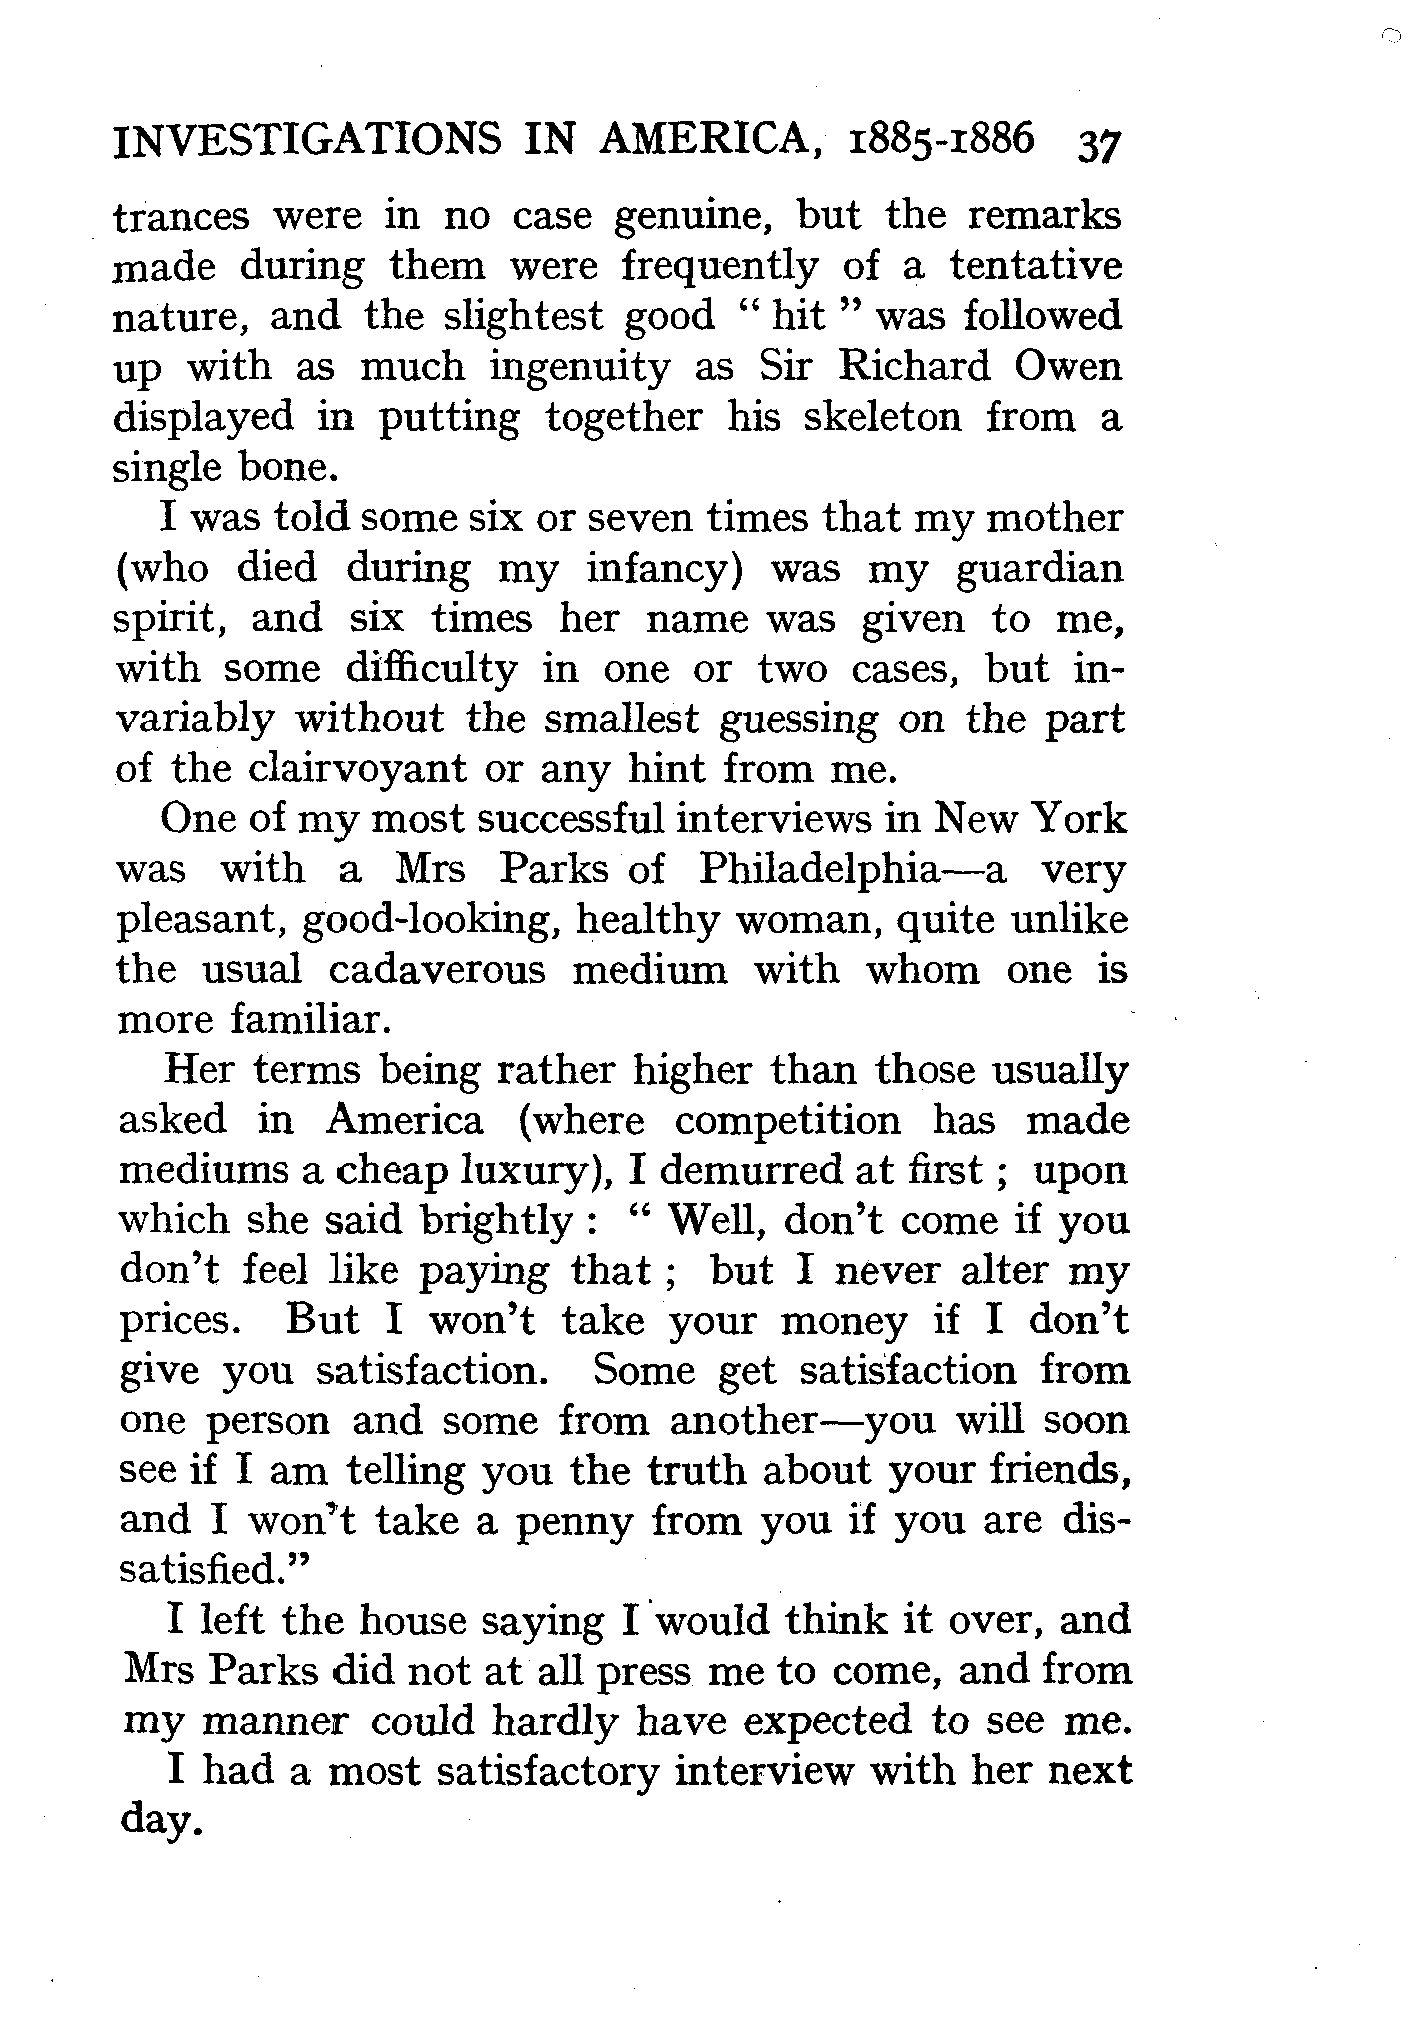 INVESTIGATIONS IN AMERICA, 1885-1886 37
trances were in no case genuine, but the remarks
made during them were frequently of a tentative
nature, and the slightest good “ hit ” was followed
up with as much ingenuity as Sir Richard Owen
displayed in putting together his skeleton from a
single bone.
I was told some six or seven times that my mother
(who died during my infancy) was my guardian
spirit, and six times her name was given to me,
with some difficulty in one or two cases, but in-
variably without the smallest guessing on the part
of the clairvoyant or any hint from me.
One of my most successful interviews in New York
was with a Mrs Parks of Philadelphia—a very
pleasant, good-looking, healthy woman, quite unlike
the usual cadaverous medium with whom one is
more familiar.
Her terms being rather higher than those usually
asked in America (where competition has made
mediums a cheap luxury), I demurred at first ; upon
which she said brightly : “ Well, don’t come if you
don’t feel like paying that ; but I never alter my
prices. But I won’t take your money if I don’t
give you satisfaction. Some get satisfaction from
one person and some from another—you will soon
see if I am telling you the truth about your friends,
and I won’t take a penny from you if you are dis-
satisfied.”
I left the house saying I would think it over, and
Mrs Parks did not at all press me to come, and from
my manner could hardly have expected to see me.
I had a most satisfactory interview with her next
day.